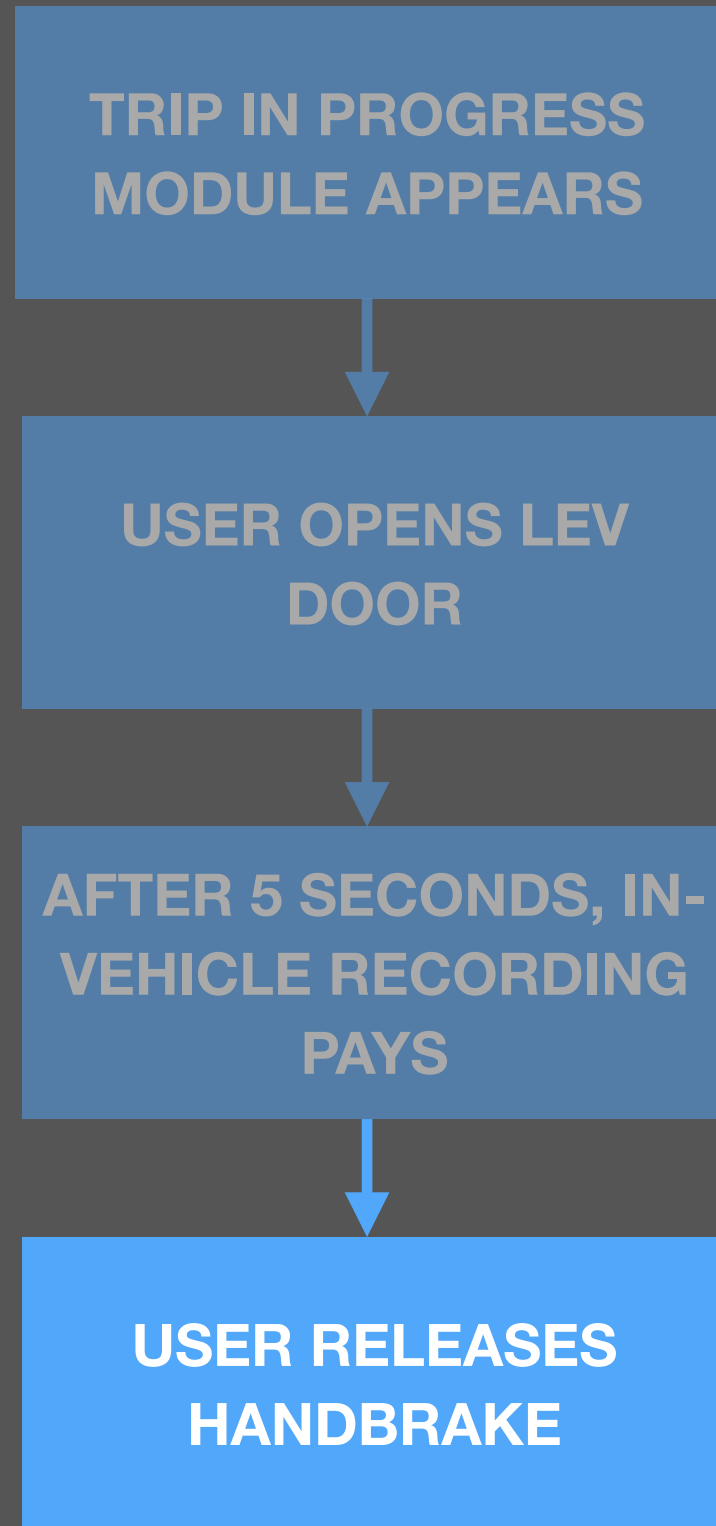 TRIP IN PROGRESS
MODULE APPEARS
USER OPENS LEV
DOOR
AFTER 5 SECONDS, IN-
VEHICLE RECORDING
PAYS
USER RELEASES
HANDBRAKE